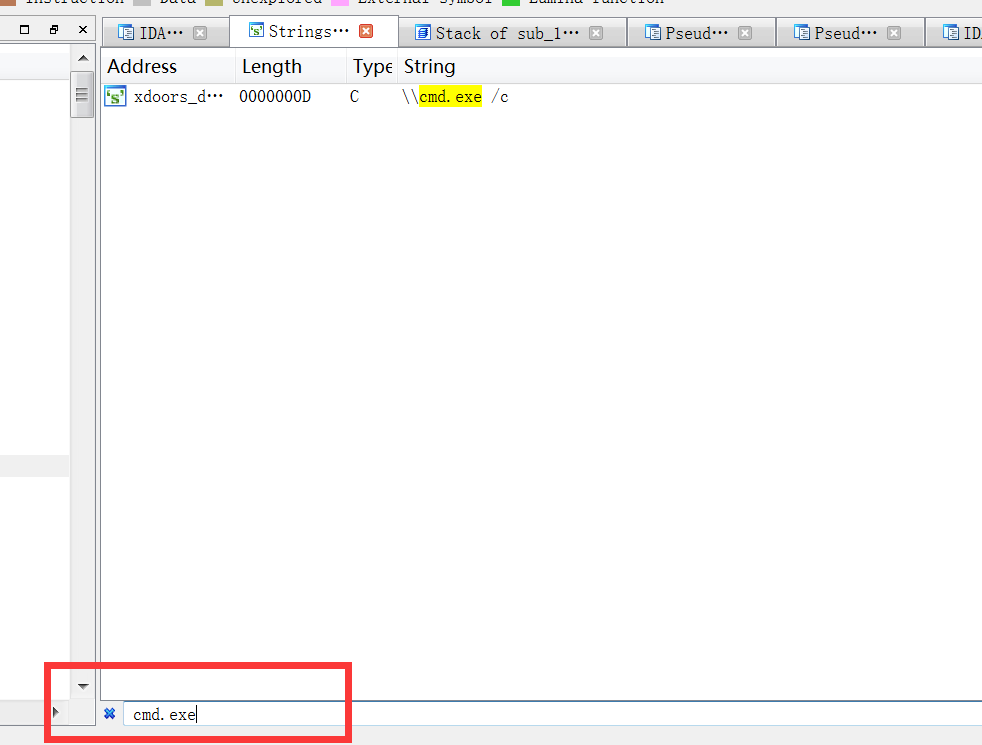 Instruction Data Unexplored External symbol Lumina function
IDA··· Strings··· Stack of sub_1··· Pseud··· Pseud··· ID
Address Length Type String
's' xdoors_d··· 0000000D C \\cmd.exe /c
cmd.exe